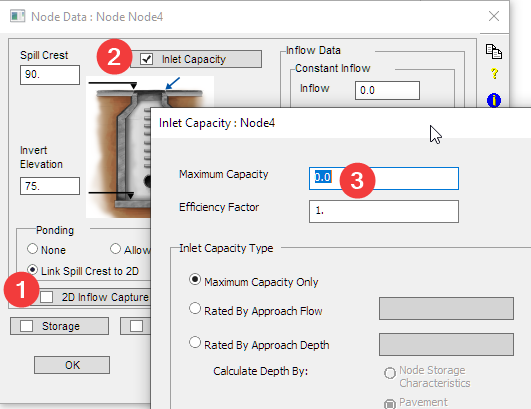 Node Data : Node Node4
Spill Crest
90.
2
Inlet Capacity
Inflow Data
Constant Inflow
Inflow
0.0
?
i
Invert
Elevation
75.
Ponding
None
Allow
Link Spill Crest to 2D
1
2D Inflow Capture
Storage
OK
Inlet Capacity : Node4
Maximum Capacity
0.0
3
Efficiency Factor
1.
Inlet Capacity Type
Maximum Capacity Only
Rated By Approach Flow
Rated By Approach Depth
Calculate Depth By:
Node Storage
Characteristics
Pavement